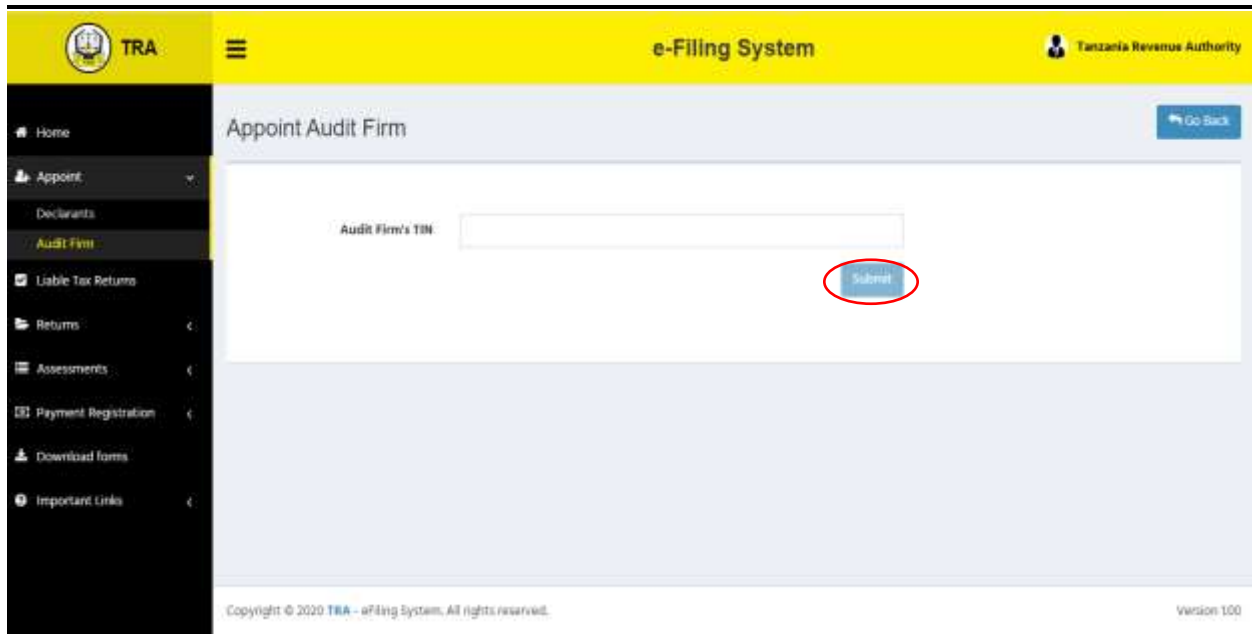 TRA
e-Filing System
Tanzania Revenue Authority
Home
Appoint
Declarants
Audit Firm
Liable Tax Returns
Returns
Assessments
Payment Registration
Download forms
Important Links
Appoint Audit Firm
Go Back
Audit Firm's TIN
Submit
Copyright © 2020 TRA - eFiling System. All rights reserved.
Version 1.00